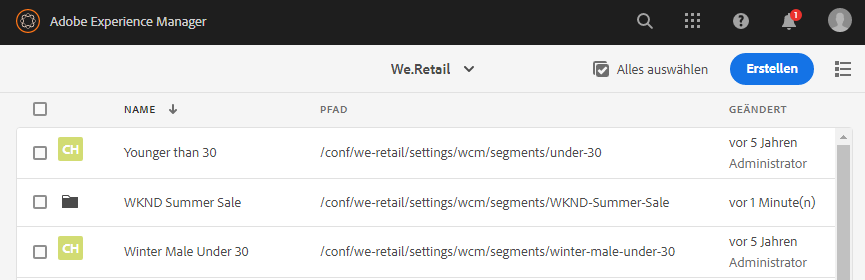 Adobe Experience Manager
1
We.Retail
Alles auswählen
Erstellen
NAME PFAD GEÄNDERT
CH Younger than 30 /conf/we-retail/settings/wcm/segments/under-30 vor 5 Jahren
Administrator
WKND Summer Sale /conf/we-retail/settings/wcm/segments/WKND-Summer-Sale vor 1 Minute(n)
CH Winter Male Under 30 /conf/we-retail/settings/wcm/segments/winter-male-under-30 vor 5 Jahren
Administrator